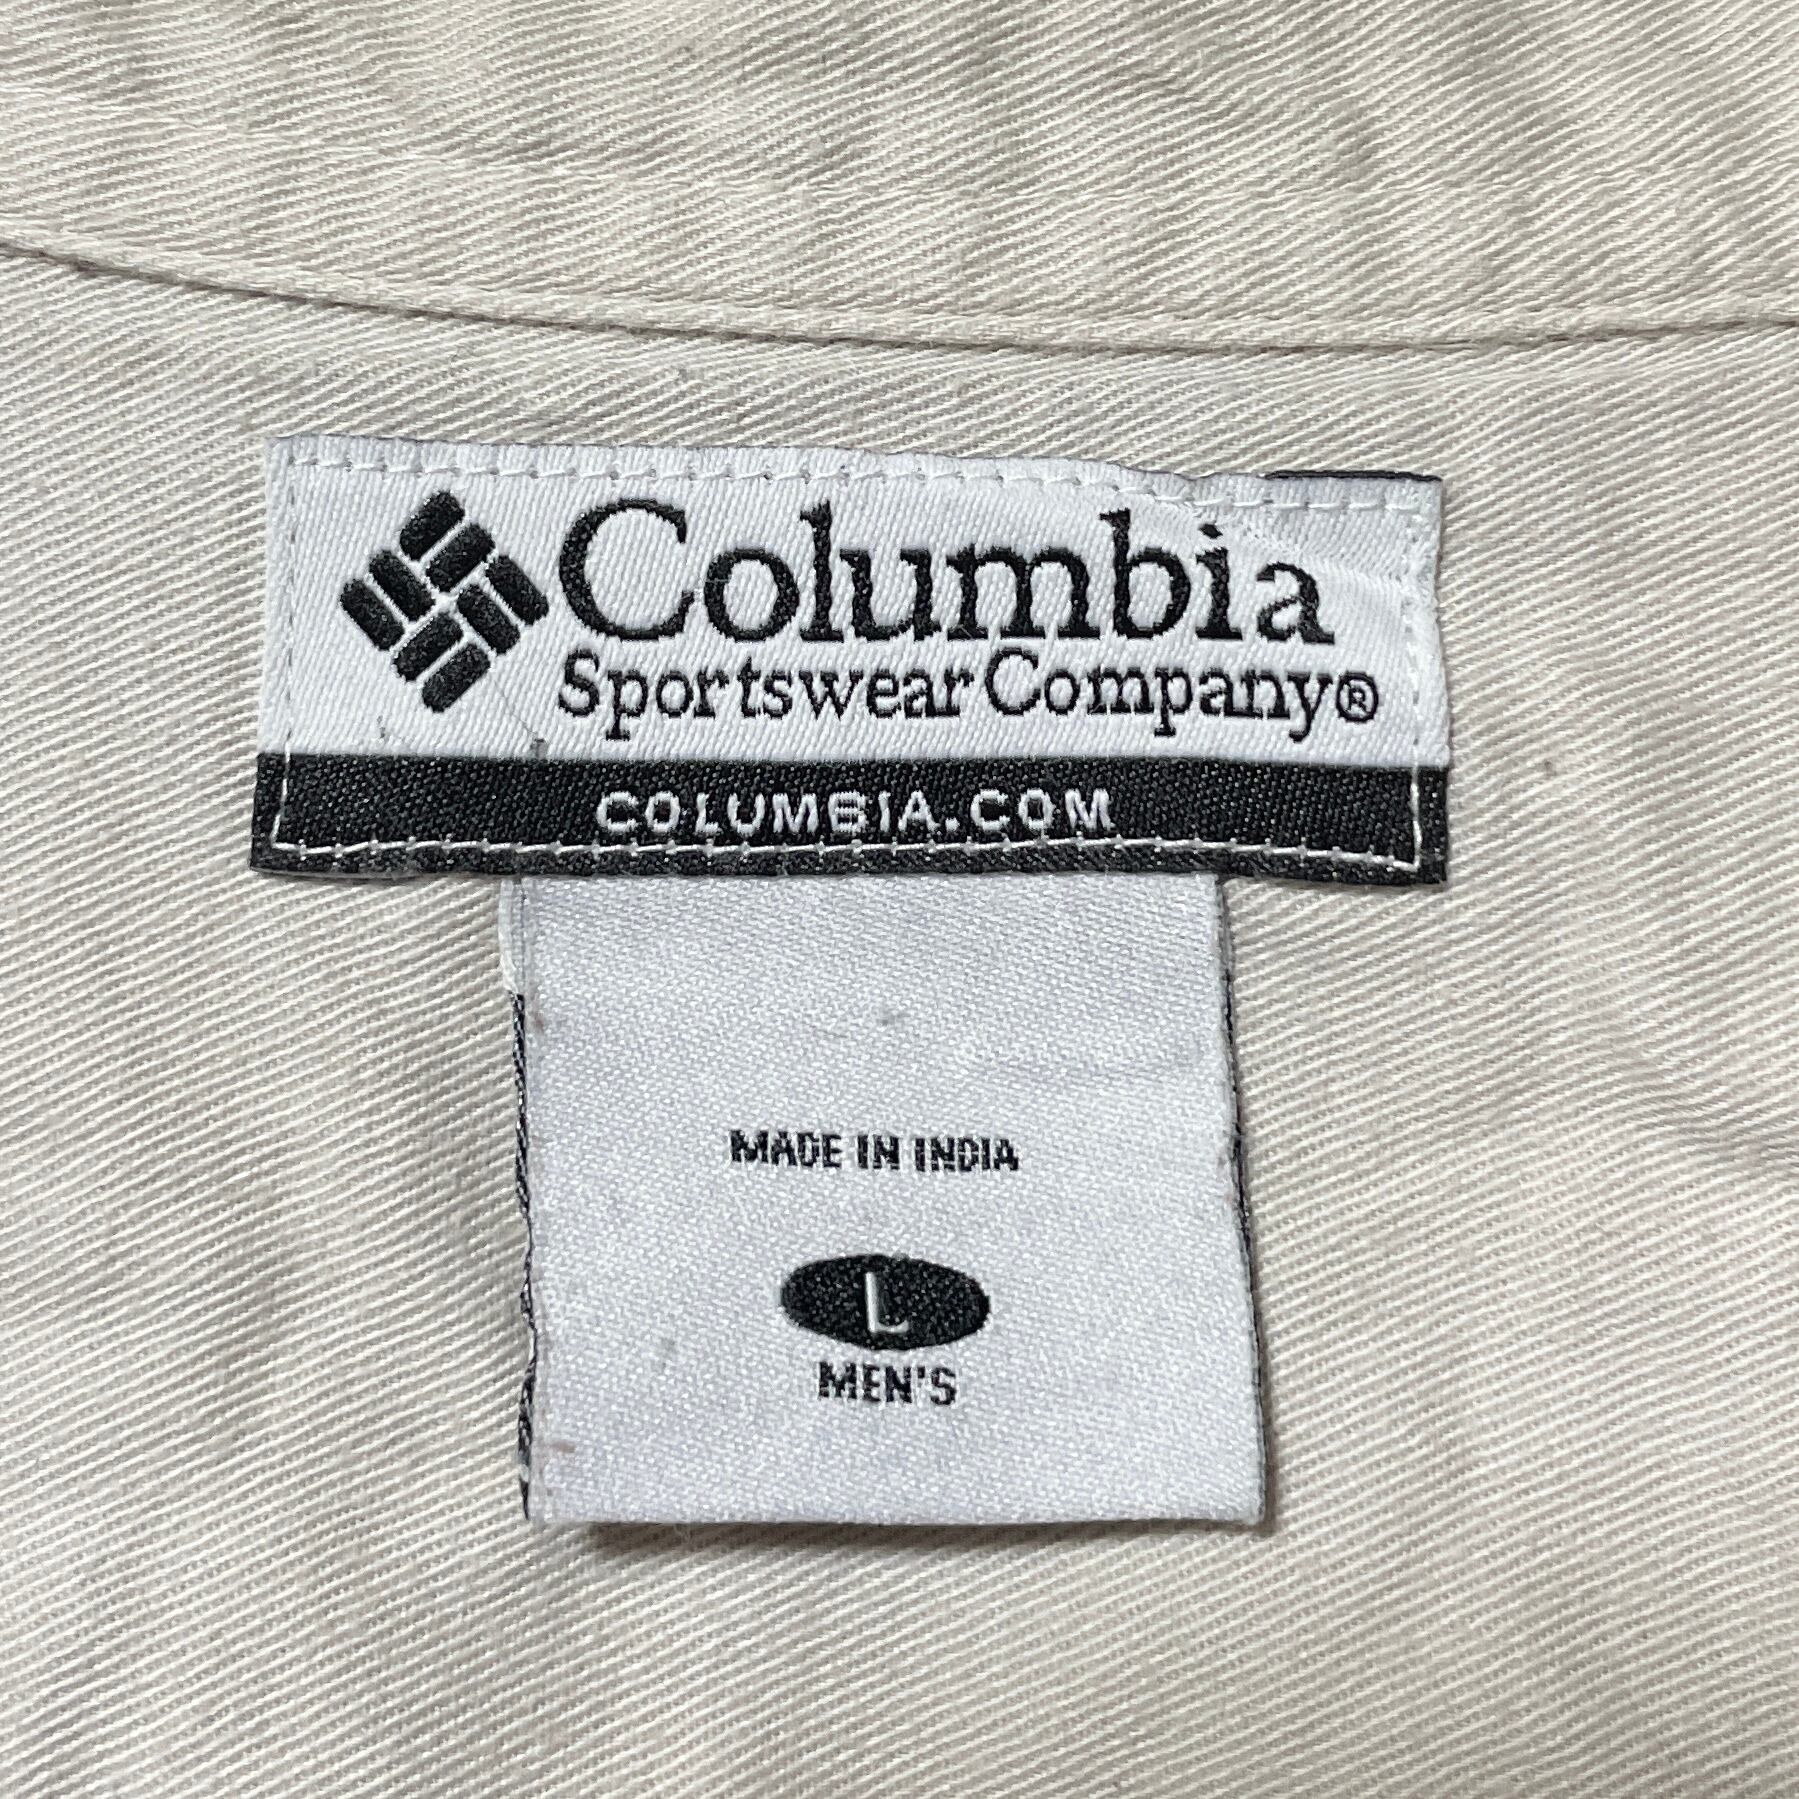 Columbia
Sportswear Company®
COLUMBIA.COM
MADE IN INDIA
L
MEN'S